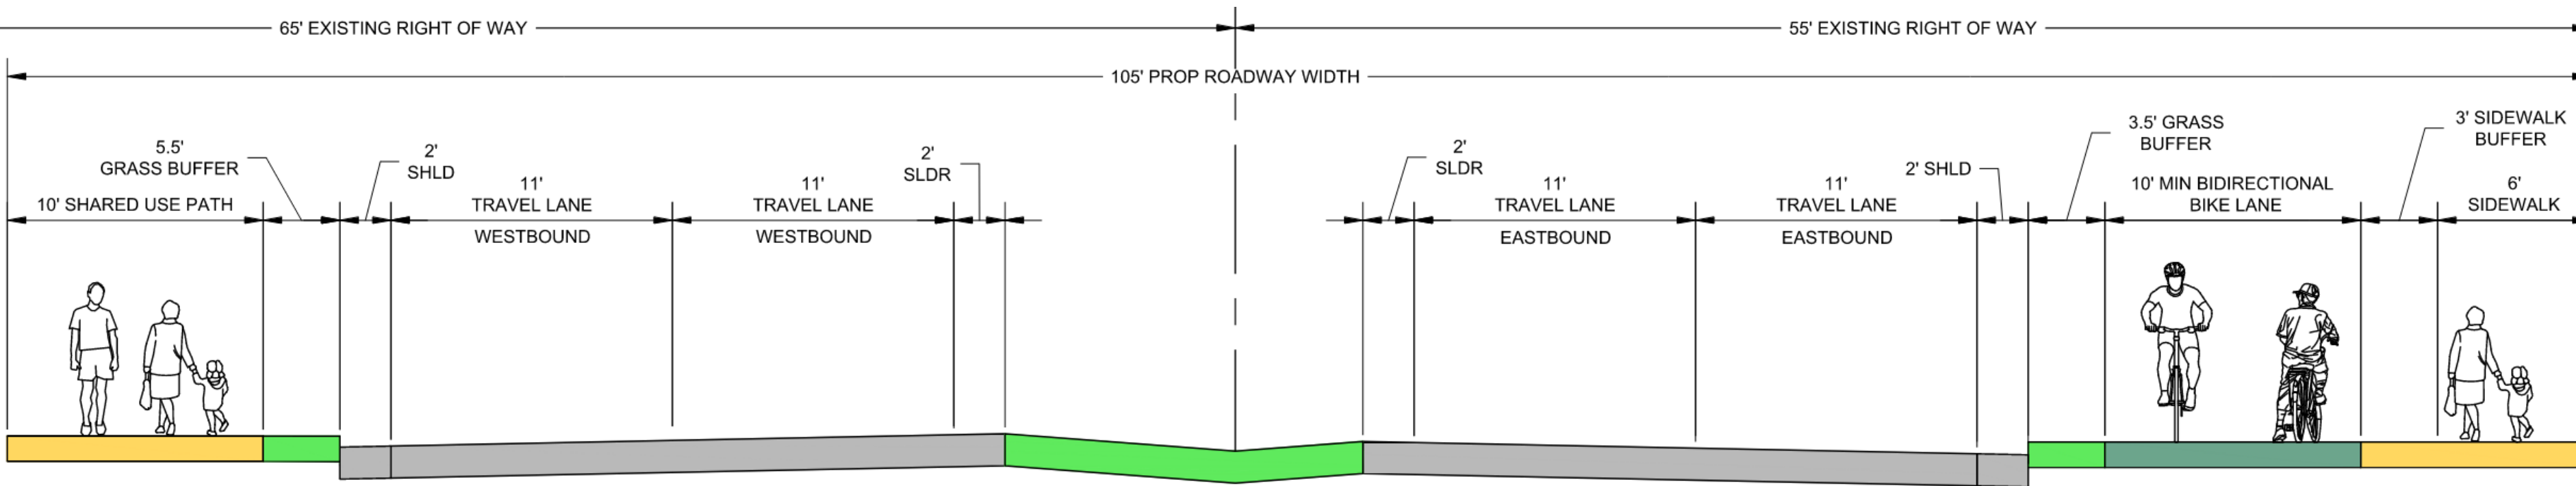 65' EXISTING RIGHT OF WAY
55' EXISTING RIGHT OF WAY
105' PROP ROADWAY WIDTH
5.5'
GRASS BUFFER
10' SHARED USE PATH
2'
SHLD
11'
TRAVEL LANE
WESTBOUND
11'
TRAVEL LANE
WESTBOUND
2'
SLDR
2'
SLDR
11'
TRAVEL LANE
EASTBOUND
11'
TRAVEL LANE
EASTBOUND
2' SHLD
3.5' GRASS
BUFFER
10' MIN BIDIRECTIONAL
BIKE LANE
3' SIDEWALK
BUFFER
6'
SIDEWALK